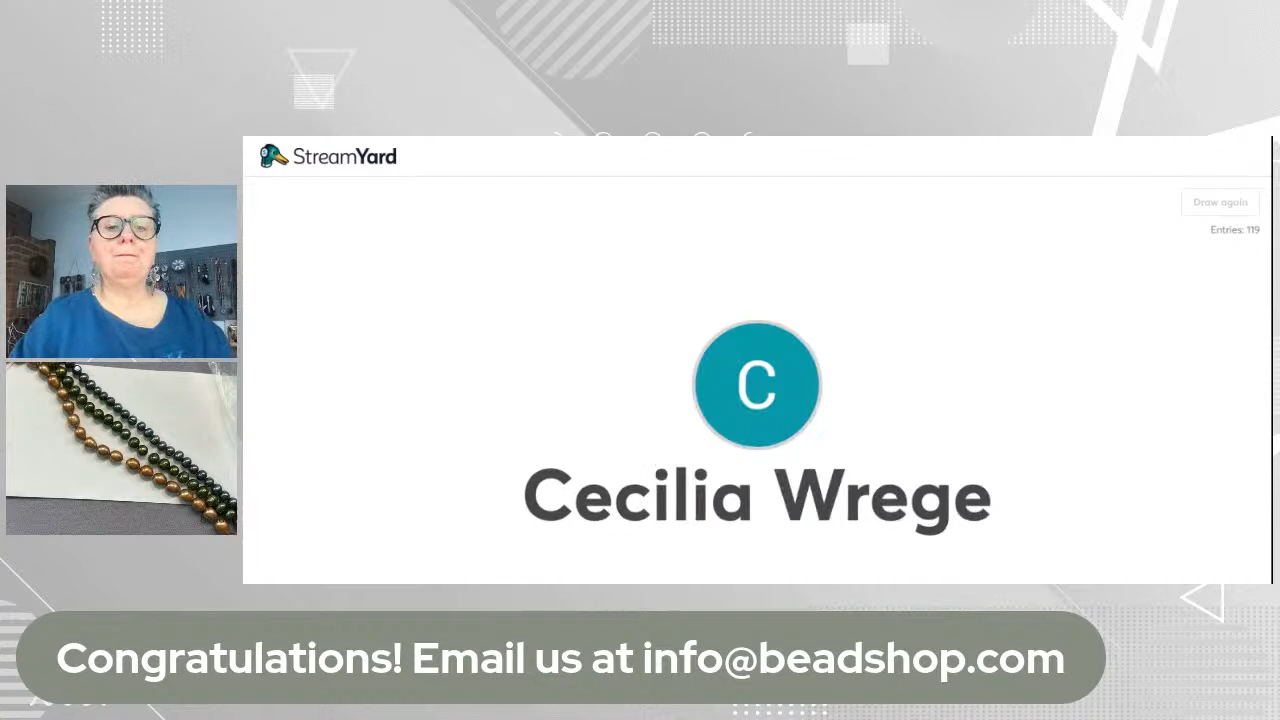 StreamYard
Draw again
Entries: 119
C
Cecilia Wrege
Congratulations! Email us at info@beadshop.com